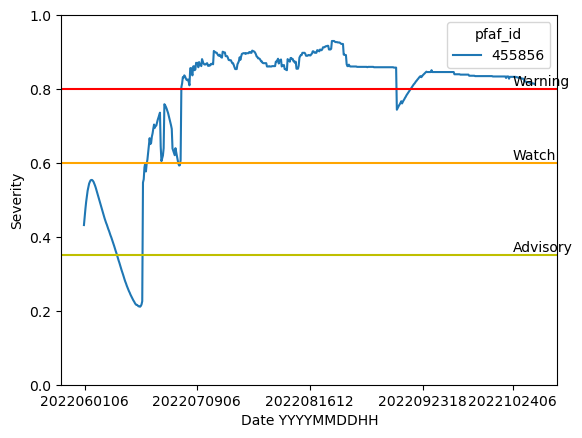 pfaf_id
455856
1.0
0.8
0.6
0.4
0.2
0.0
Severity
Warning
Watch
Advisory
2022060106 2022070906 2022081612 2022092318 2022102406
Date YYYYMMDDHH